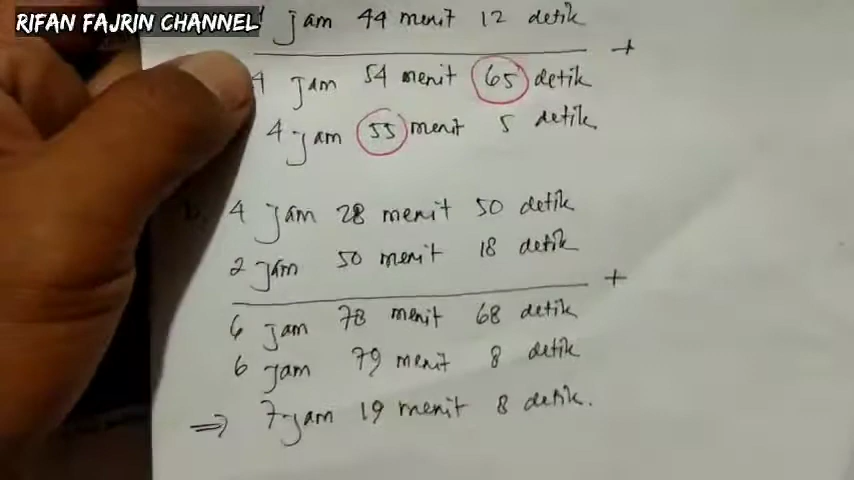 RIFAN FAJRIN CHANNEL
jam 44 menit 12 detik
+
4 jam 54 menit 65 detik
4 jam 55 menit 5 detik
4 jam 28 menit 50 detik
2 jam 50 menit 18 detik
+
6 jam 78 menit 68 detik
6 jam 79 menit 8 detik
⇒ 7 jam 19 menit 8 detik.